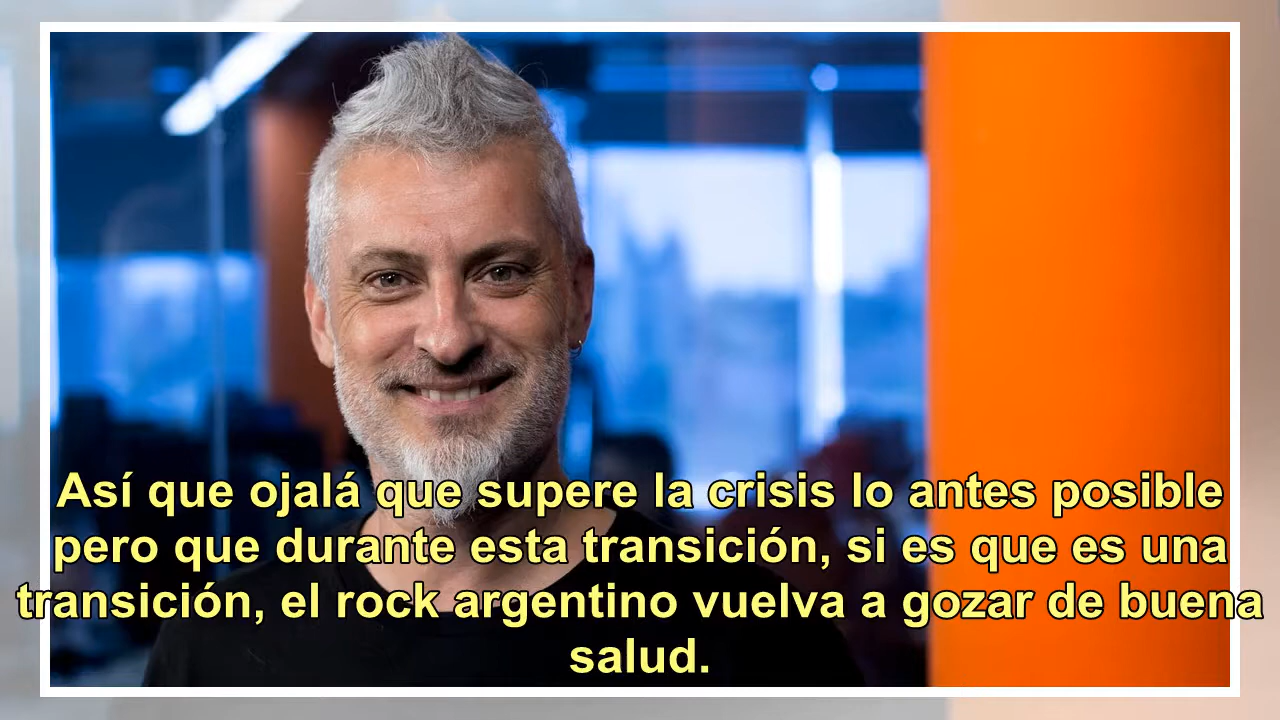 Así que ojalá que supere la crisis lo antes posible
pero que durante esta transición, si es que es una
transición, el rock argentino vuelva a gozar de buena
salud.